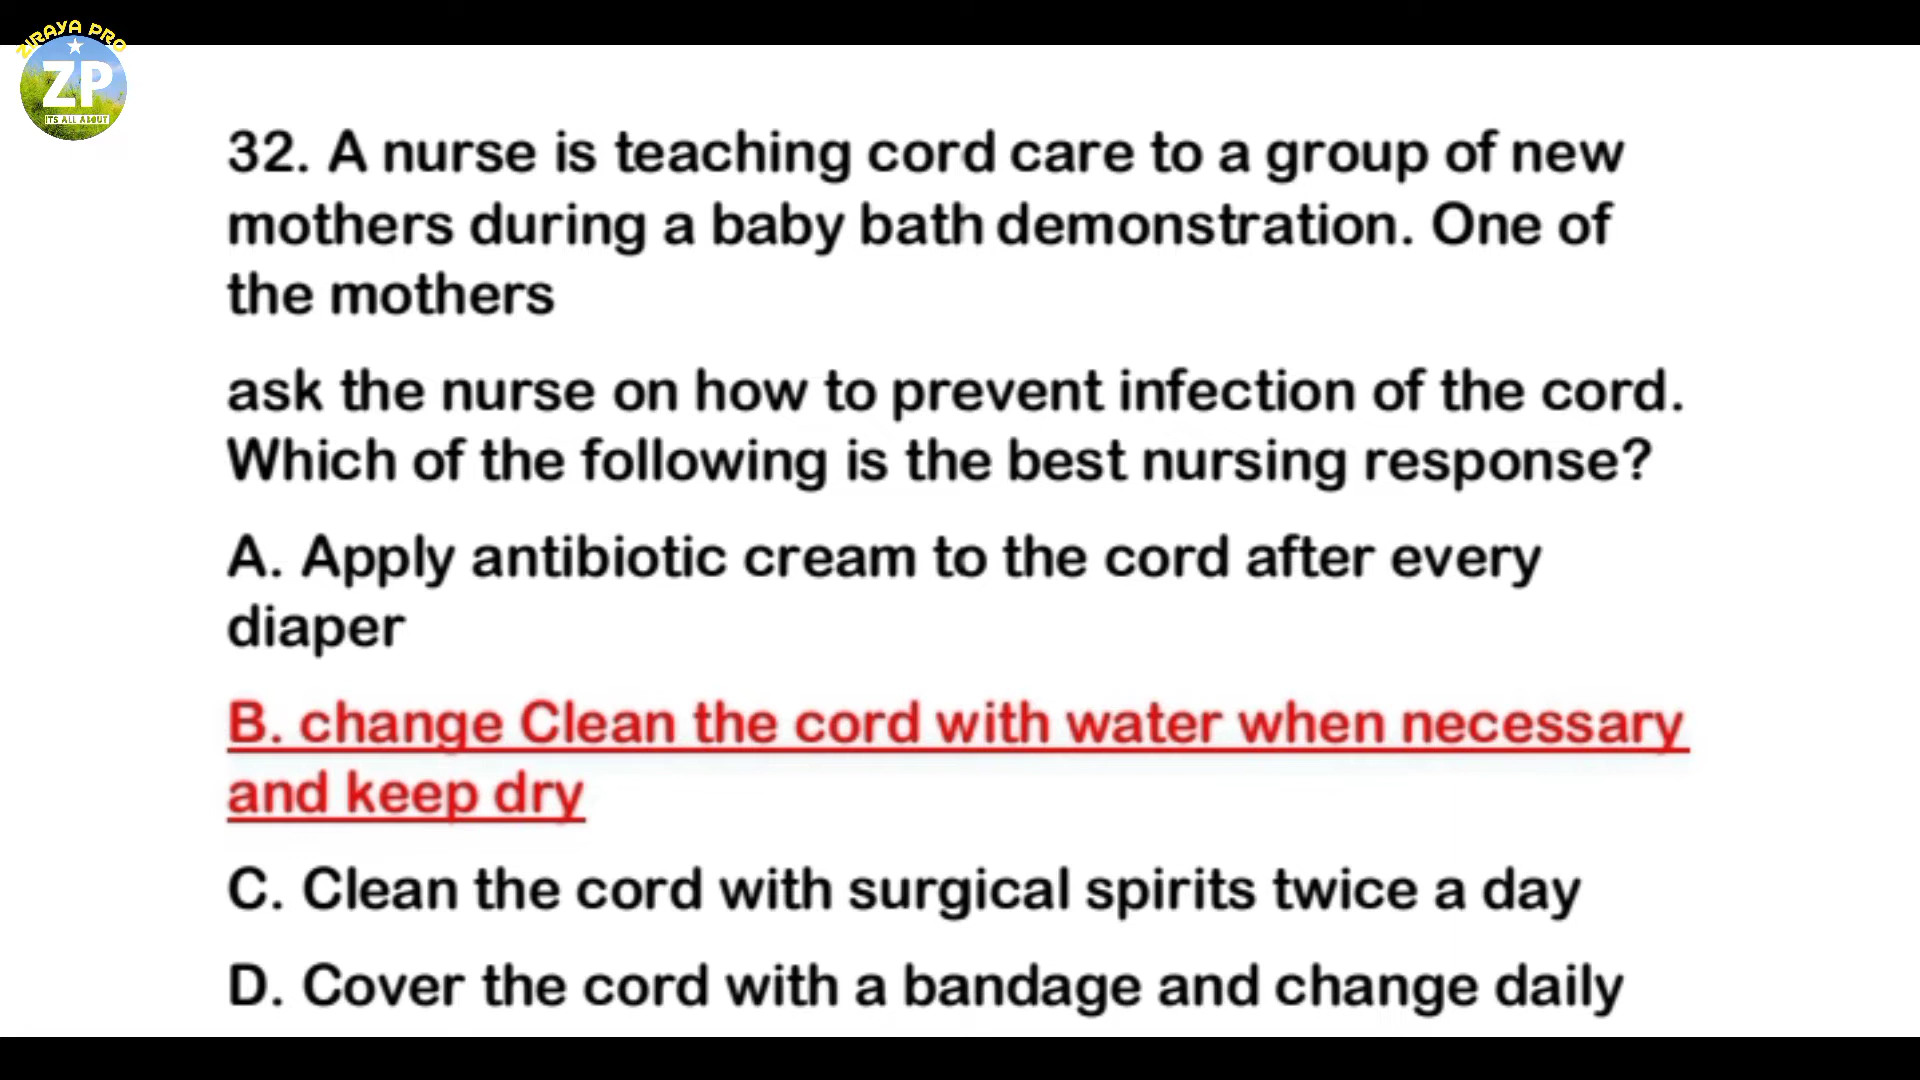 ZIRAYA PRO
ZP
ITS ALL ABOUT
32. A nurse is teaching cord care to a group of new
mothers during a baby bath demonstration. One of
the mothers
ask the nurse on how to prevent infection of the cord.
Which of the following is the best nursing response?
A. Apply antibiotic cream to the cord after every
diaper
B. change Clean the cord with water when necessary
and keep dry
C. Clean the cord with surgical spirits twice a day
D. Cover the cord with a bandage and change daily